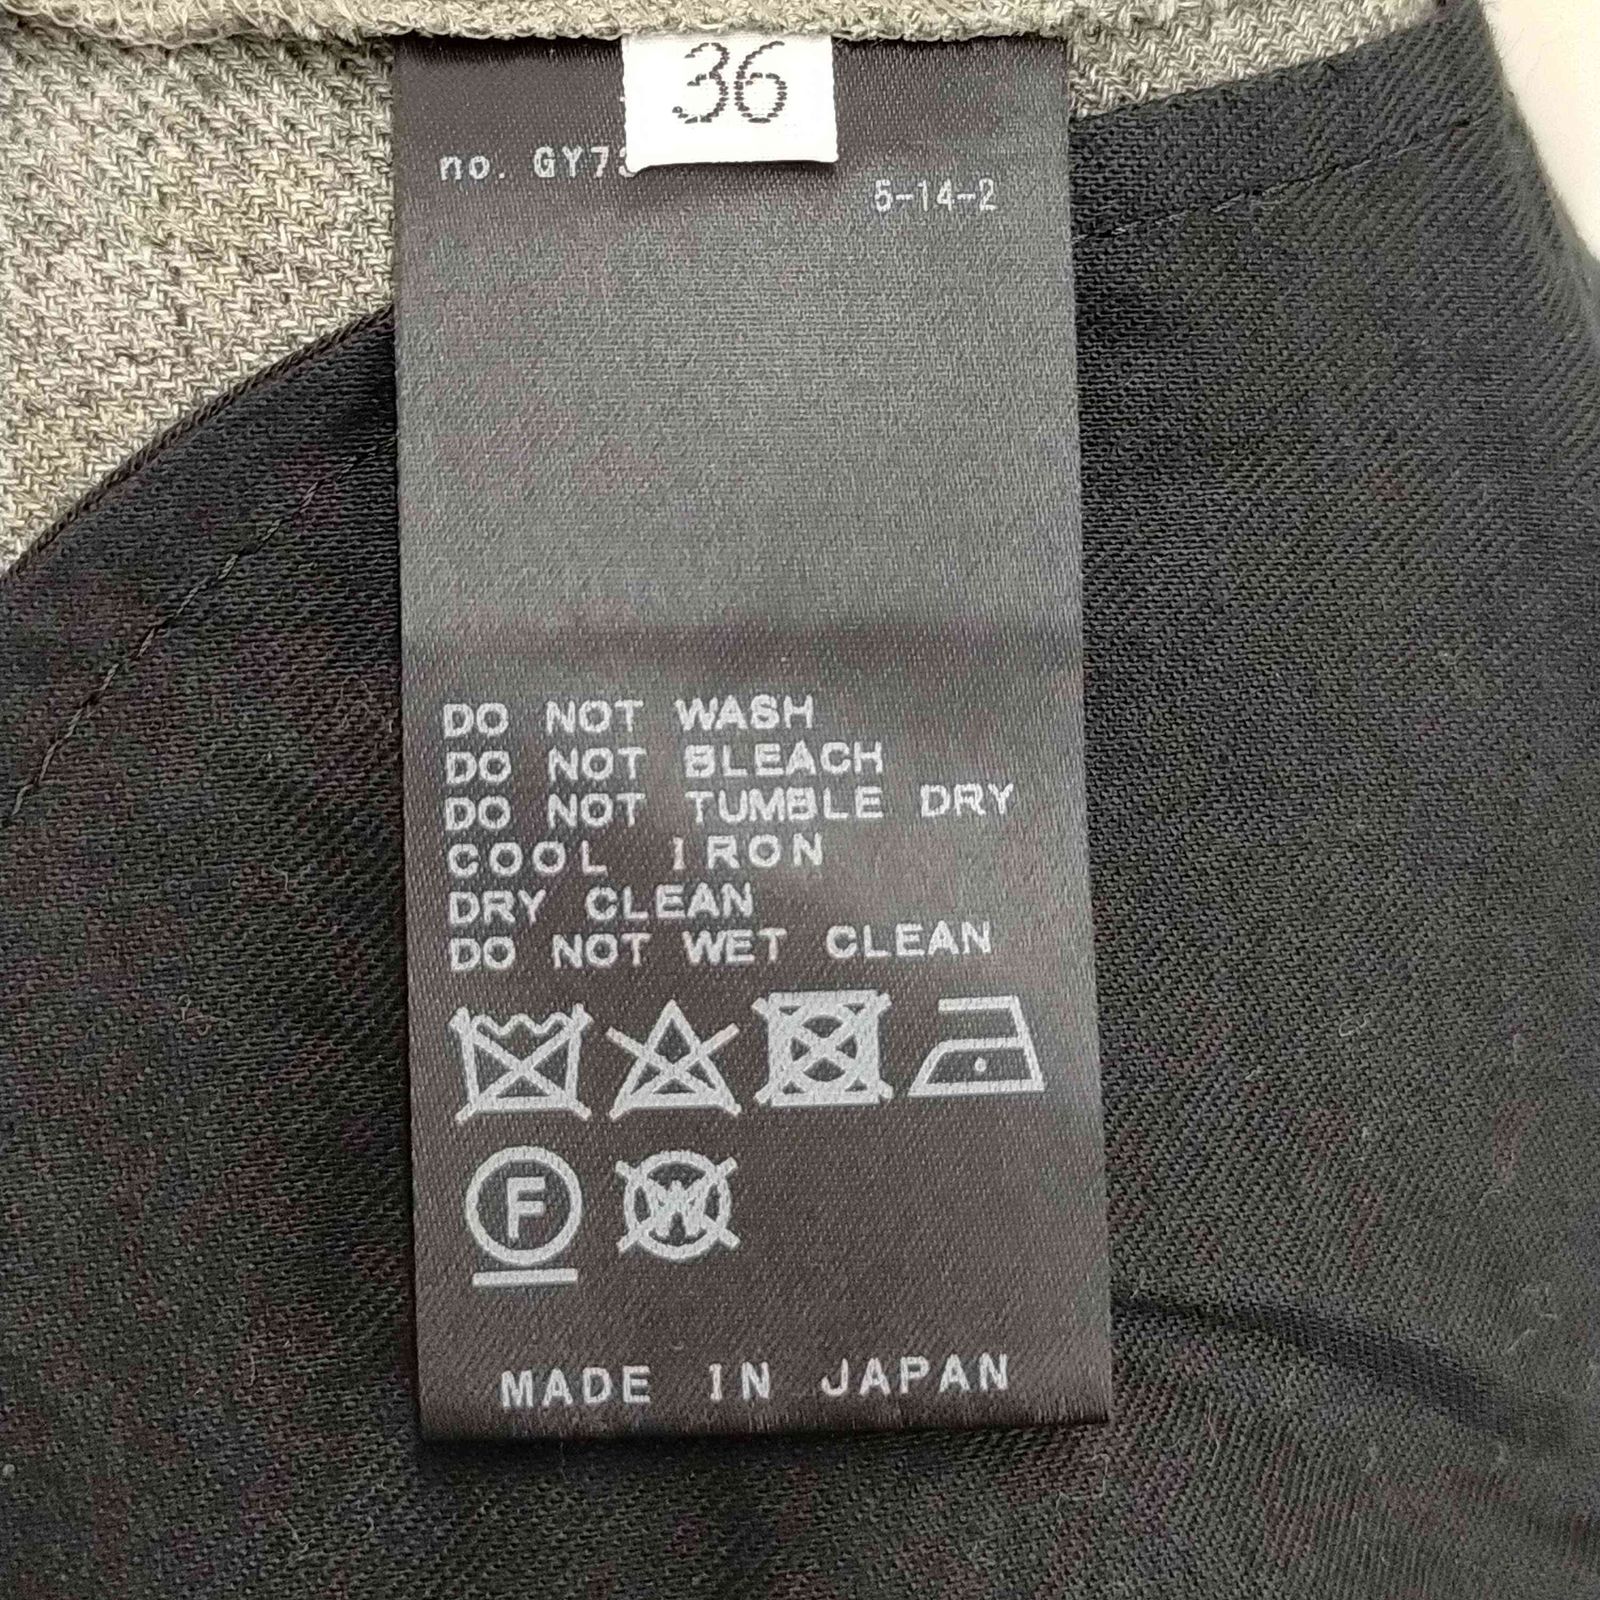 36
no. GY73
5-14-2
DO NOT WASH
DO NOT BLEACH
DO NOT TUMBLE DRY
COOL IRON
DRY CLEAN
DO NOT WET CLEAN
F W
MADE IN JAPAN